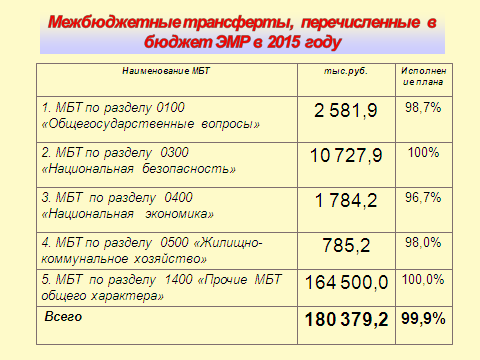 Межбюджетные трансферты, перечисленные в
бюджет ЭМР в 2015 году
Наименование МБТ
тыс.руб.
Исполнен
ие плана
1. МБТ по разделу 0100
«Общегосударственные вопросы»
2 581,9
98,7%
2. МБТ по разделу 0300
«Национальная безопасность»
10 727,9
100%
3. МБТ по разделу 0400
«Национальная экономика»
1 784,2
96,7%
4. МБТ по разделу 0500 «Жилищно-
коммунальное хозяйство»
785,2
98,0%
5. МБТ по разделу 1400 «Прочие МБТ
общего характера»
164 500,0
100,0%
Всего
180 379,2
99,9%